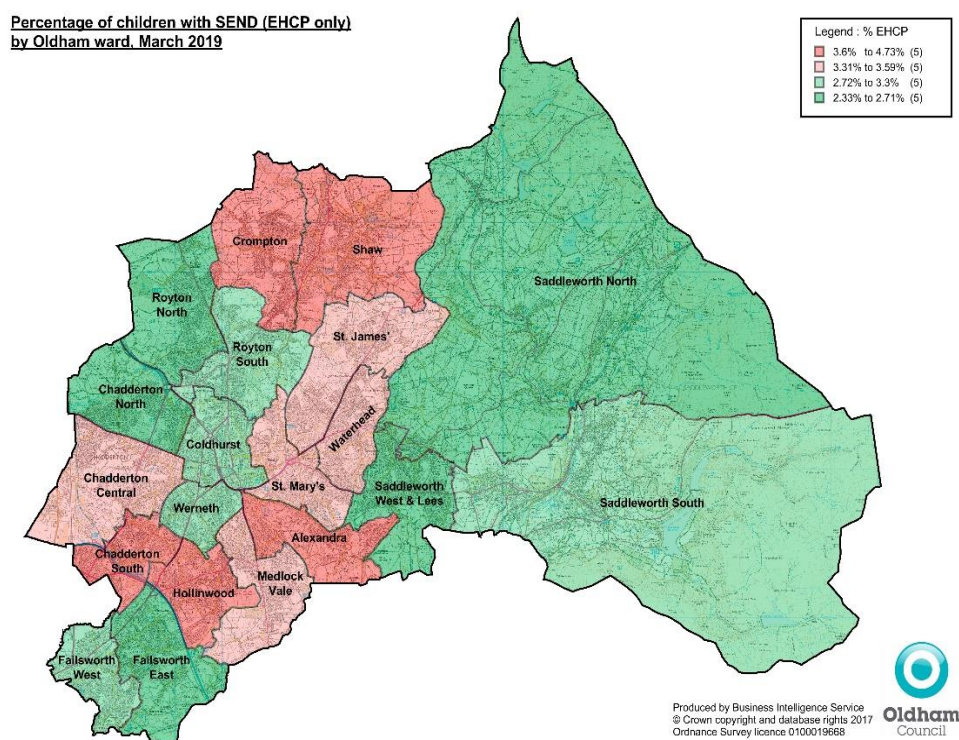 Percentage of children with SEND (EHCP only)
by Oldham ward, March 2019
Legend : % EHCP
3.6% to 4.73% (5)
3.31% to 3.59% (5)
2.72% to 3.3% (5)
2.33% to 2.71% (5)
Crompton
Shaw
Saddleworth North
Royton
North
St. James'
Royton
South
Chadderton
North
Waterhead
Coldhurst
Chadderton
Central
St. Mary's
Saddleworth
West & Lees
Saddleworth South
Werneth
Alexandra
Chadderton
South
Medlock
Vale
Hollinwood
Failsworth
West
Failsworth
East
Produced by Business Intelligence Service
© Crown copyright and database rights 2017
Ordnance Survey licence 0100019668
Oldham
Council